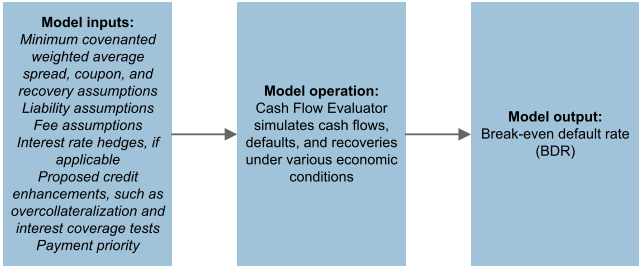 Model inputs:
Minimum covenanted
weighted average
spread, coupon, and
recovery assumptions
Liability assumptions
Fee assumptions
Interest rate hedges, if
applicable
Proposed credit
enhancements, such as
overcollateralization and
interest coverage tests
Payment priority
Model operation:
Cash Flow Evaluator
simulates cash flows,
defaults, and recoveries
under various economic
conditions
Model output:
Break-even default rate
(BDR)